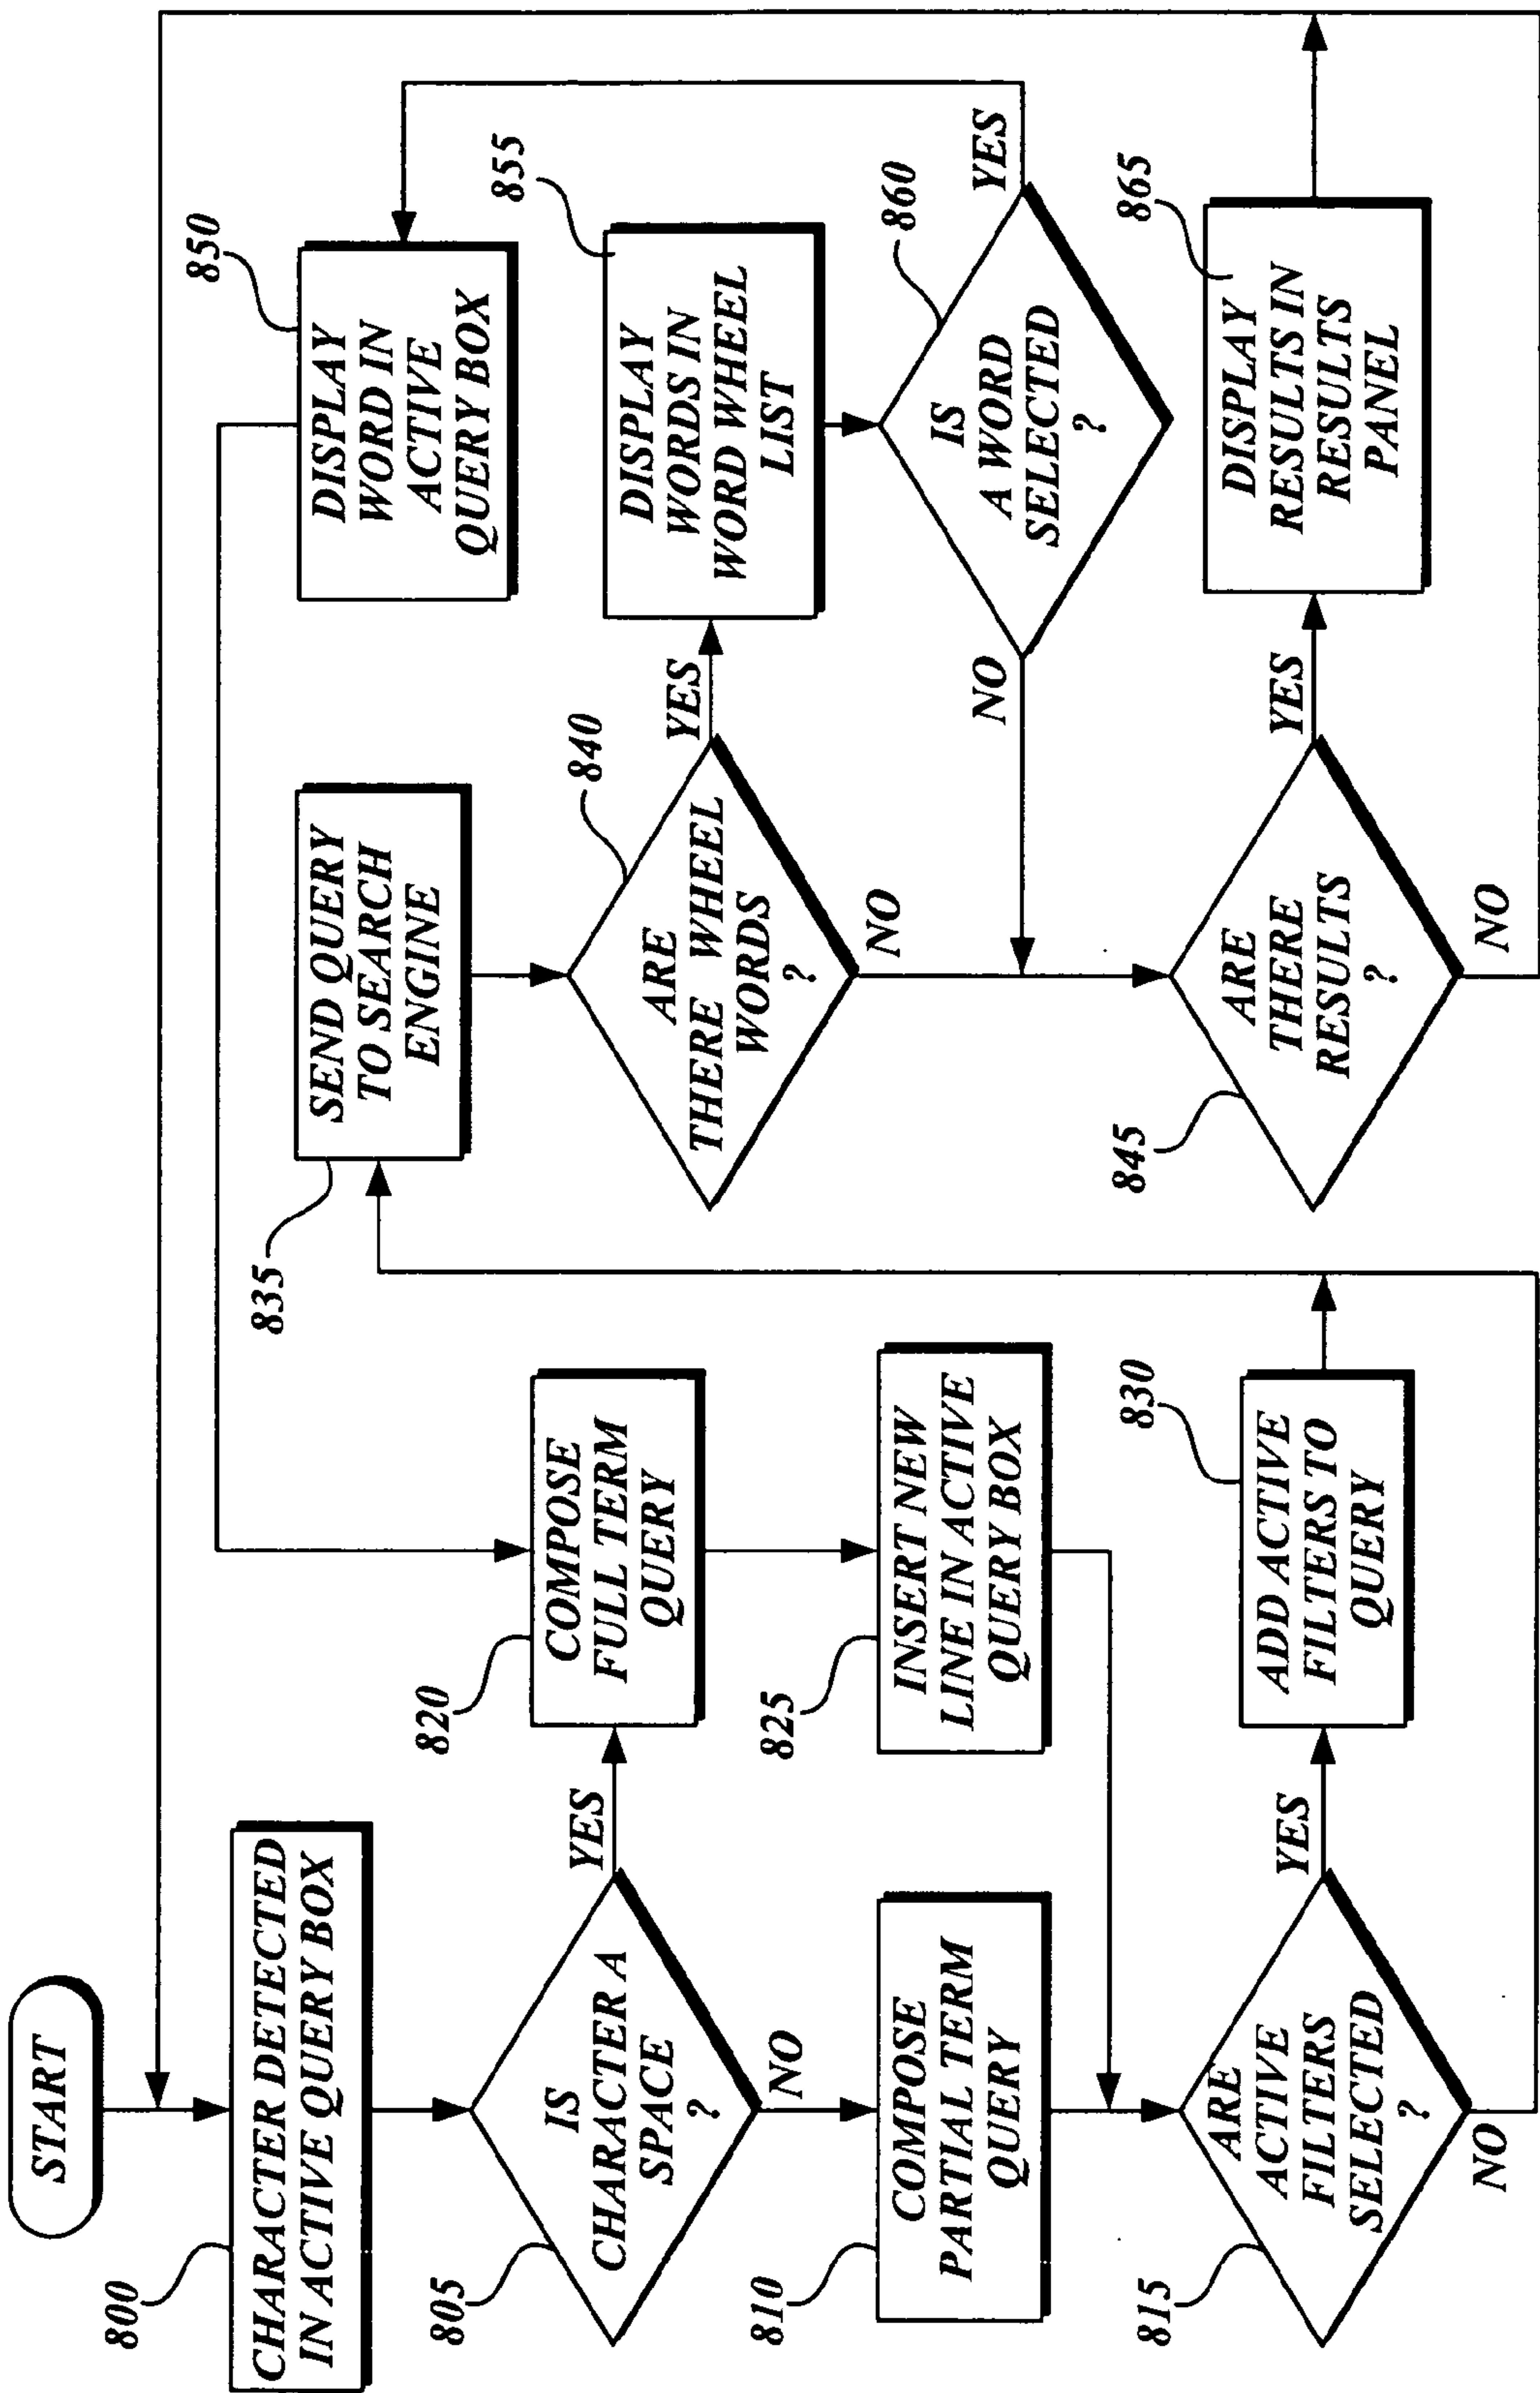 START
800
CHARACTER DETECTED
IN ACTIVE QUERY BOX
805
IS
CHARACTER A
SPACE
?
YES
NO
810
COMPOSE
PARTIAL TERM
QUERY
815
ARE
ACTIVE
FILTERS
SELECTED
?
YES
NO
820
COMPOSE
FULL TERM
QUERY
825
INSERT NEW
LINE IN ACTIVE
QUERY BOX
830
ADD ACTIVE
FILTERS TO
QUERY
835
SEND QUERY
TO SEARCH
ENGINE
840
ARE
THERE WHEEL
WORDS
?
YES
NO
845
ARE
THERE
RESULTS
?
YES
NO
850
DISPLAY
WORD IN
ACTIVE
QUERY BOX
855
DISPLAY
WORDS IN
WORD WHEEL
LIST
860
IS
A WORD
SELECTED
?
YES
NO
865
DISPLAY
RESULTS IN
RESULTS
PANEL